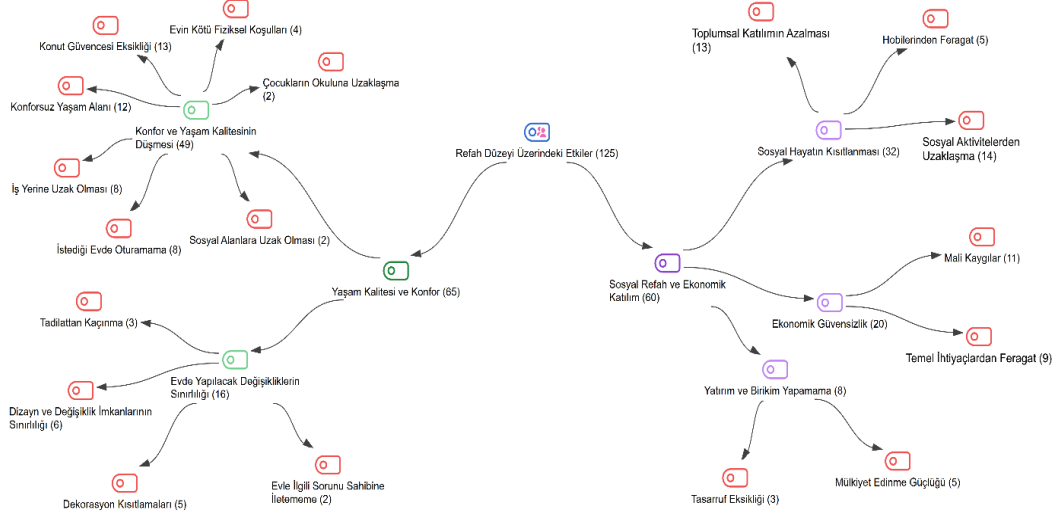 Evin Kötü Fiziksel Koşulları (4)
Konut Güvencesi Eksikliği (13)
Çocukların Okuluna Uzaklaşma
(2)
Konforsuz Yaşam Alanı (12)
Konfor ve Yaşam Kalitesinin
Düşmesi (49)
İş Yerine Uzak Olması (8)
İstediği Evde Oturamama (8)
Sosyal Alanlara Uzak Olması (2)
Refah Düzeyi Üzerindeki Etkiler (125)
Toplumsal Katılımın Azalması
(13)
Hobilerinden Feragat (5)
Sosyal Hayatın Kısıtlanması (32)
Sosyal Aktivitelerden
Uzaklaşma (14)
Yaşam Kalitesi ve Konfor (65)
Sosyal Refah ve Ekonomik
Katılım (60)
Mali Kaygılar (11)
Ekonomik Güvensizlik (20)
Temel İhtiyaçlardan Feragat (9)
Tadilattan Kaçınma (3)
Evde Yapılacak Değişikliklerin
Sınırlılığı (16)
Dizayn ve Değişiklik İmkanlarının
Sınırlılığı (6)
Dekorasyon Kısıtlamaları (5)
Evle İlgili Sorunu Sahibine
İletememe (2)
Yatırım ve Birikim Yapamama (8)
Tasarruf Eksikliği (3)
Mülkiyet Edinme Güçlüğü (5)